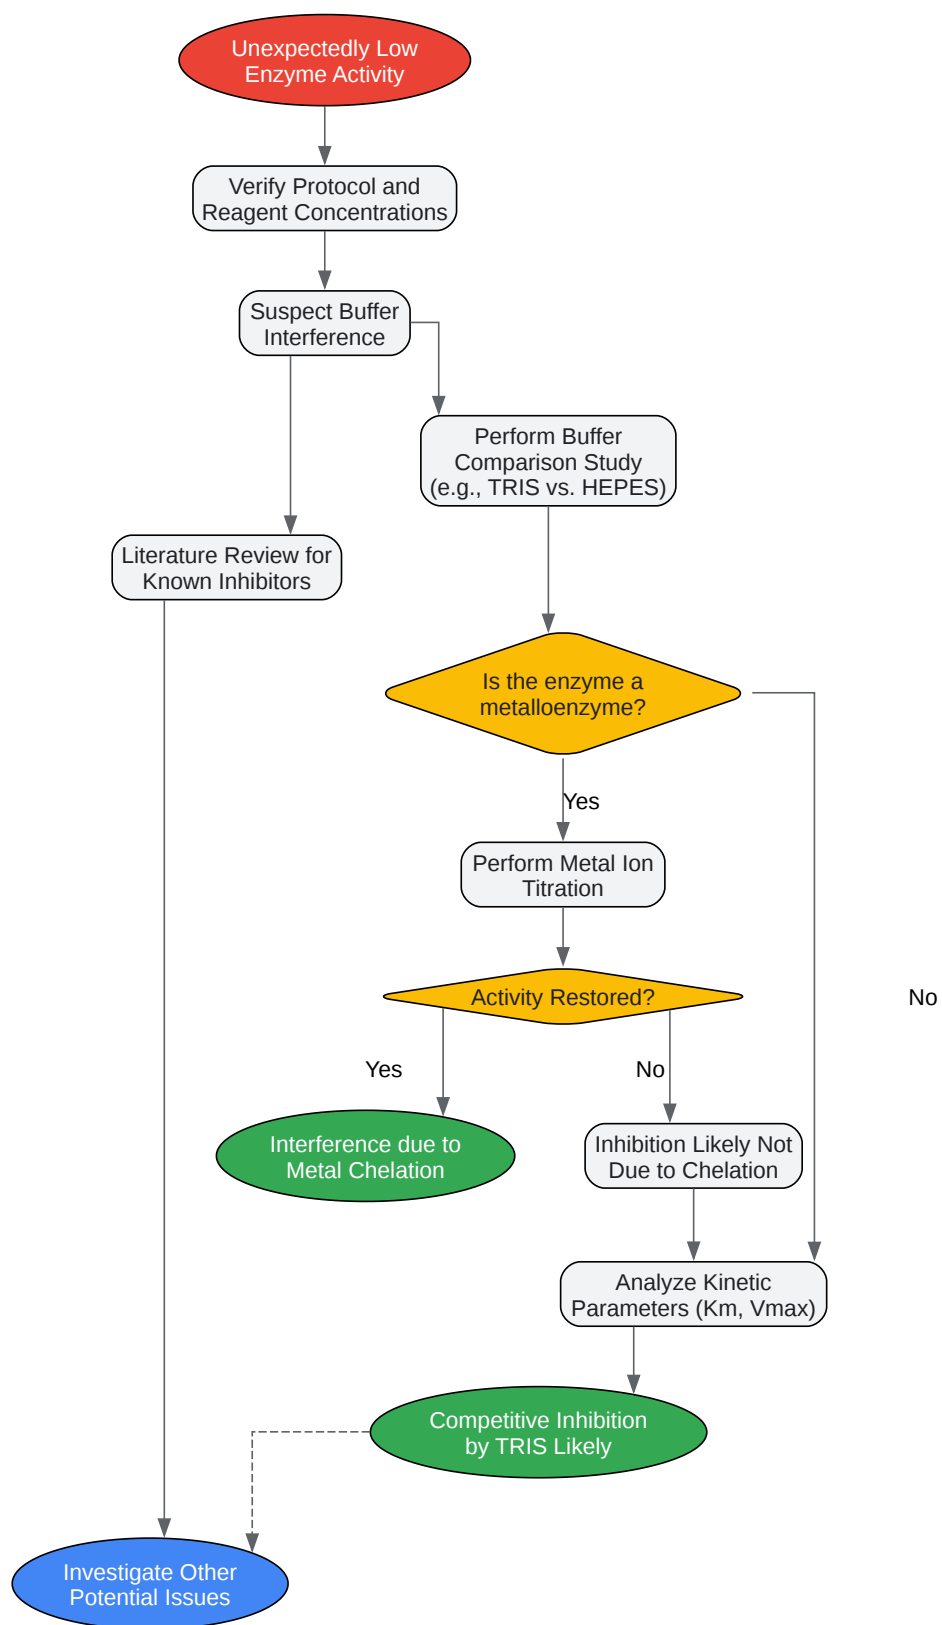 Unexpectedly Low
Enzyme Activity
Verify Protocol and
Reagent Concentrations
Suspect Buffer
Interference
Perform Buffer
Comparison Study
(e.g., TRIS vs. HEPES)
Literature Review for
Known Inhibitors
Is the enzyme a
metalloenzyme?
Yes
Perform Metal Ion
Titration
Activity Restored?
No
Yes
No
Interference due to
Metal Chelation
Inhibition Likely Not
Due to Chelation
Analyze Kinetic
Parameters (Km, Vmax)
Competitive Inhibition
by TRIS Likely
Investigate Other
Potential Issues